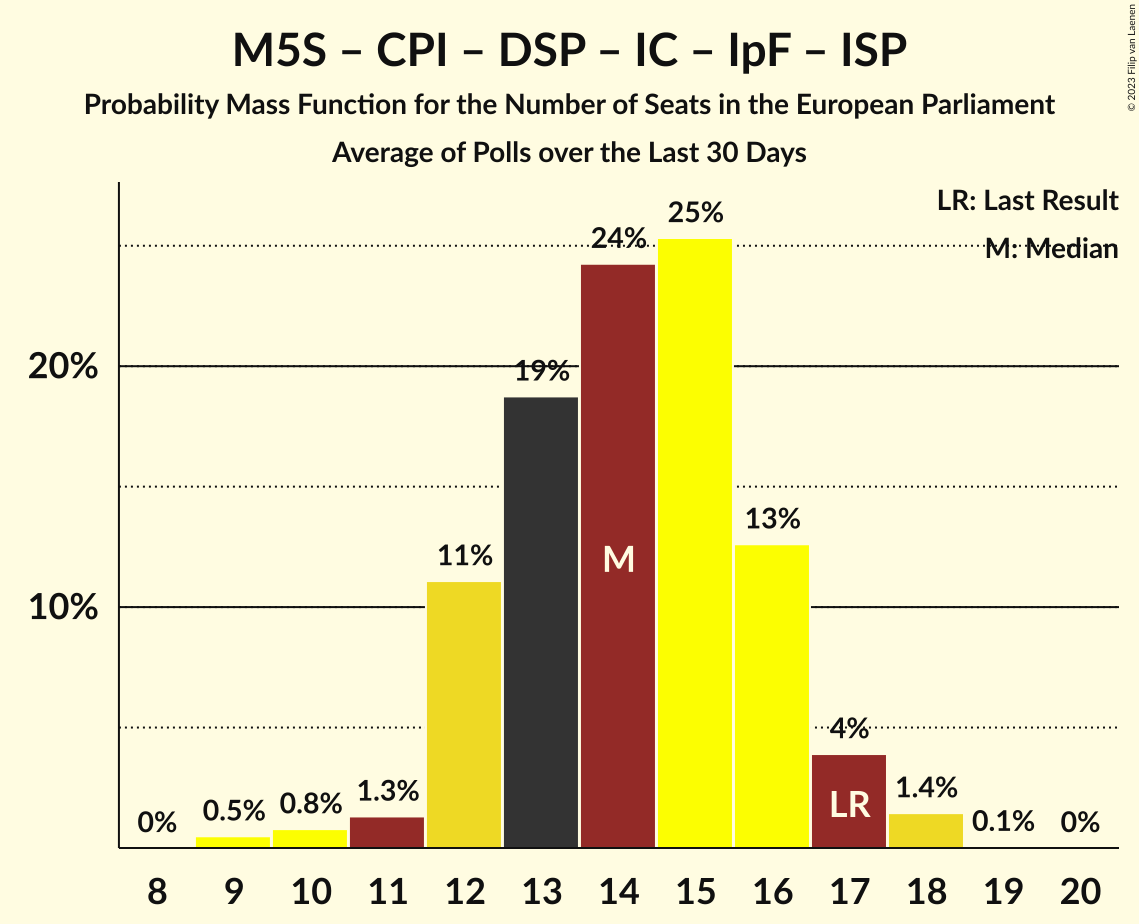 M5S – CPI – DSP – IC – IpF – ISP
Probability Mass Function for the Number of Seats in the European Parliament
Average of Polls over the Last 30 Days
© 2023 Filip van Laenen
LR: Last Result
M: Median
20%
10%
0%
0.5%
0.8%
1.3%
11%
19%
24%
25%
13%
4%
1.4%
0.1%
0%
M
LR
8 9 10 11 12 13 14 15 16 17 18 19 20